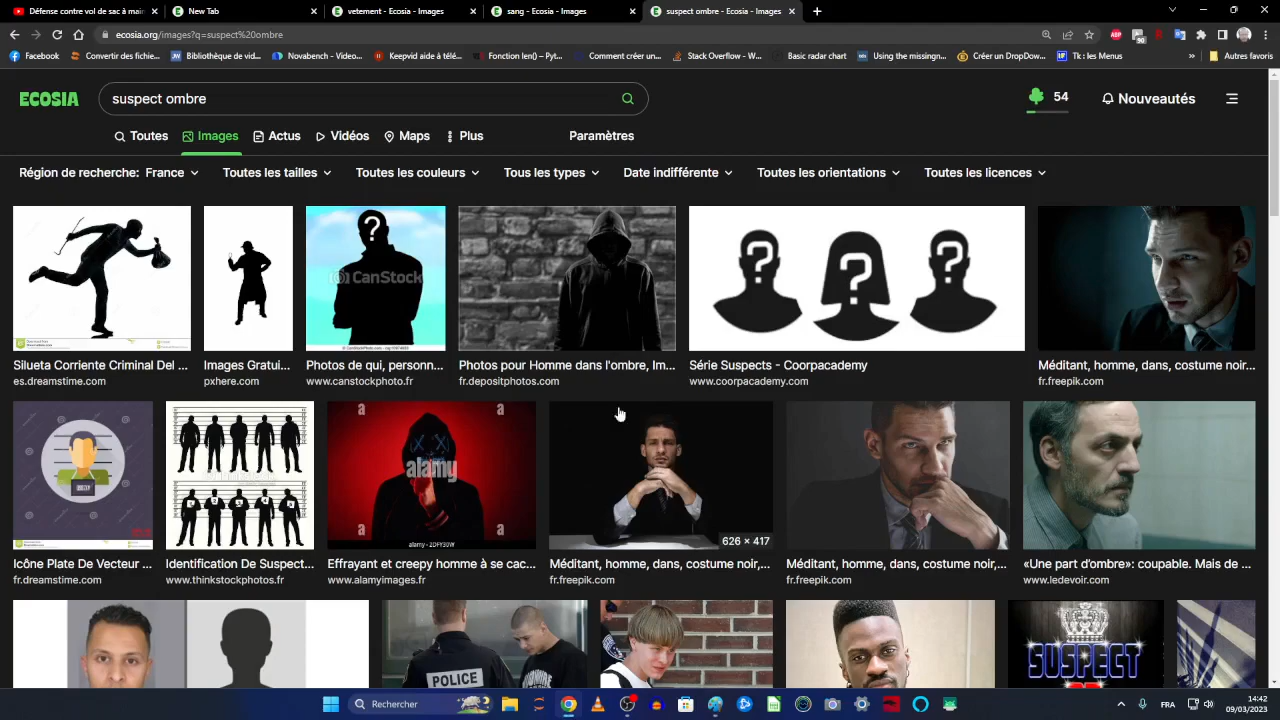 Défense contre vol de sac à main
New Tab
vetement - Ecosia - Images
sang - Ecosia - Images
suspect ombre - Ecosia - Images
ecosia.org/images?q=suspect%20ombre
Facebook
Convertir des fichie...
Bibliothèque de vid...
Novabench - Video...
Keepvid aide à télé...
Fonction len() – Pyt...
Comment créer un...
Stack Overflow - W...
Basic radar chart
Using the missingn...
Créer un DropDow...
Tk : les Menus
»
Autres favoris
ECOSIA
suspect ombre
54
Nouveautés
Toutes
Images
Actus
Vidéos
Maps
Plus
Paramètres
Région de recherche: France
Toutes les tailles
Toutes les couleurs
Tous les types
Date indifférente
Toutes les orientations
Toutes les licences
?
CanStock
? ? ?
Silueta Corriente Criminal Del ...
Images Gratui...
Photos de qui, personn...
Photos pour Homme dans l'ombre, Im...
Série Suspects - Coorpacademy
Méditant, homme, dans, costume noir...
es.dreamstime.com
pxhere.com
www.canstockphoto.fr
fr.depositphotos.com
www.coorpacademy.com
fr.freepik.com
a a
alamy
a a
alamy - 2DFY30W
626 × 417
Icône Plate De Vecteur ...
Identification De Suspect...
Effrayant et creepy homme à se cac...
Méditant, homme, dans, costume noir,...
Méditant, homme, dans, costume noir,...
«Une part d'ombre»: coupable. Mais de ...
fr.dreamstime.com
www.thinkstockphotos.fr
www.alamyimages.fr
fr.freepik.com
fr.freepik.com
www.ledevoir.com
POLICE
SUSPECT
Rechercher
FRA
14:42
09/03/2023